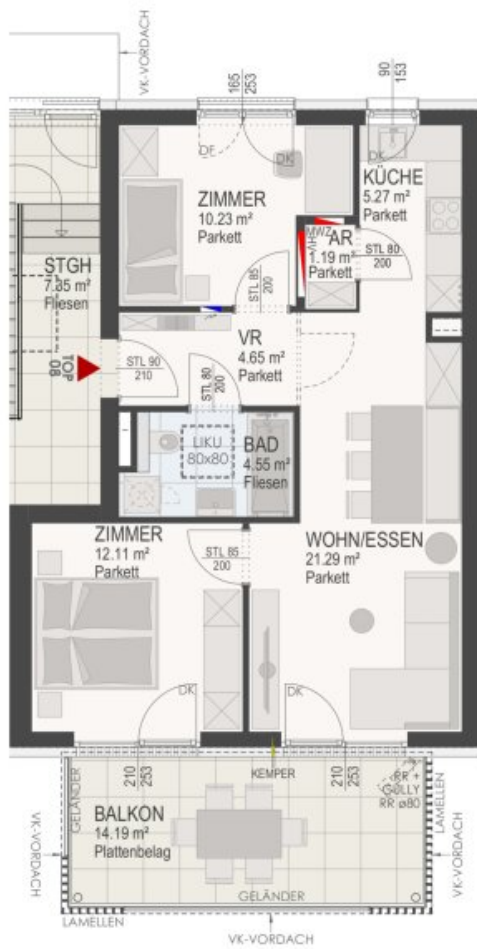 VK-VORDACH
165
253
90
153
DF
DK
DK
ZIMMER
10.23 m²
Parkett
KÜCHE
5.27 m²
Parkett
MWZ
HV
AR
1.19 m²
Parkett
STL 80
200
STGH
7.35 m²
Fliesen
STL 85
200
VR
4.65 m²
Parkett
TOP
08
STL 90
210
STL 80
200
LIKU
80x80
BAD
4.55 m²
Fliesen
ZIMMER
12.11 m²
Parkett
STL 85
200
WOHN/ESSEN
21.29 m²
Parkett
DK
DK
210
253
KEMPER
210
253
RR +
GULLY
RR ø80
GELÄNDER
BALKON
14.19 m²
Plattenbelag
GELÄNDER
LAMELLEN
VK-VORDACH
VK-VORDACH
LAMELLEN
VK-VORDACH